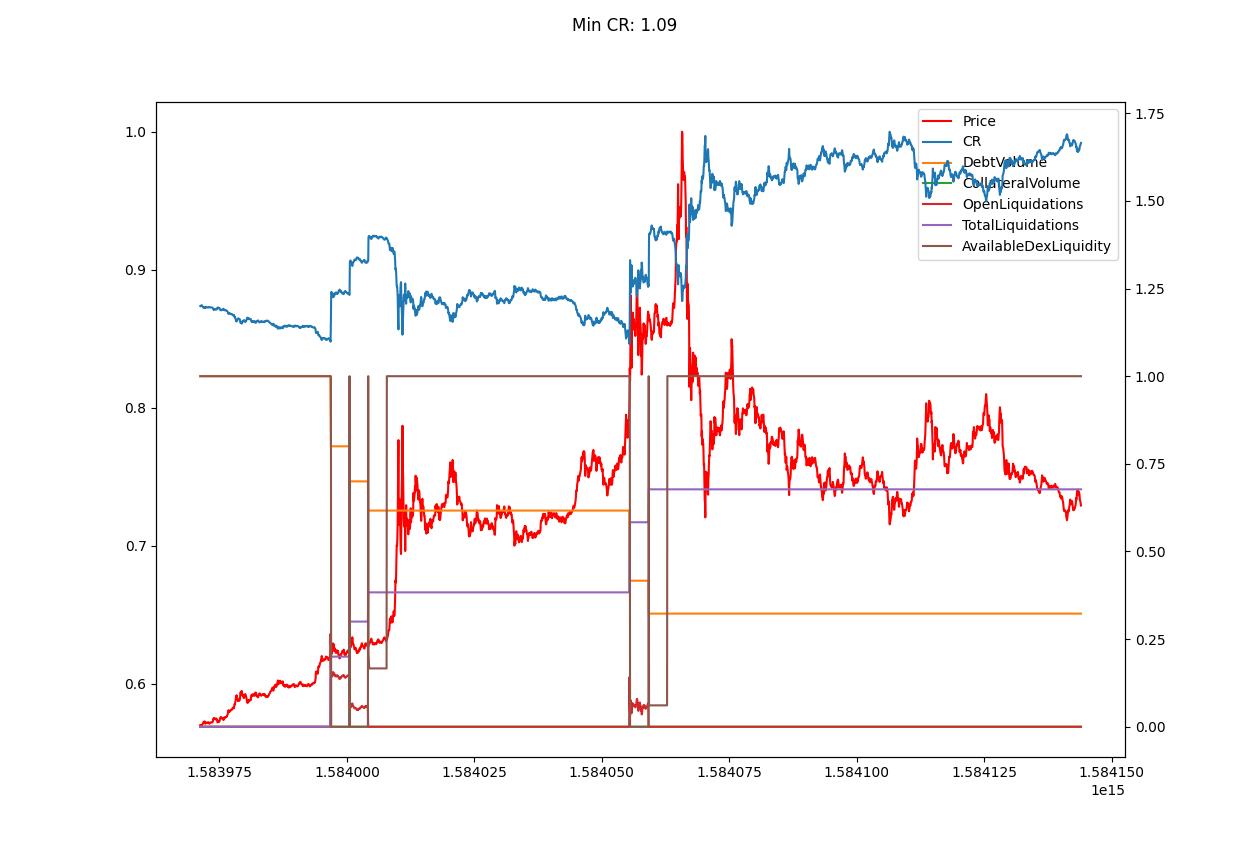 Min CR: 1.09
1.0
0.9
0.8
0.7
0.6
1.75
1.50
1.25
1.00
0.75
0.50
0.25
0.00
Price
CR
DebtVolume
CollateralVolume
OpenLiquidations
TotalLiquidations
AvailableDexLiquidity
1.583975 1.584000 1.584025 1.584050 1.584075 1.584100 1.584125 1.584150
1e15